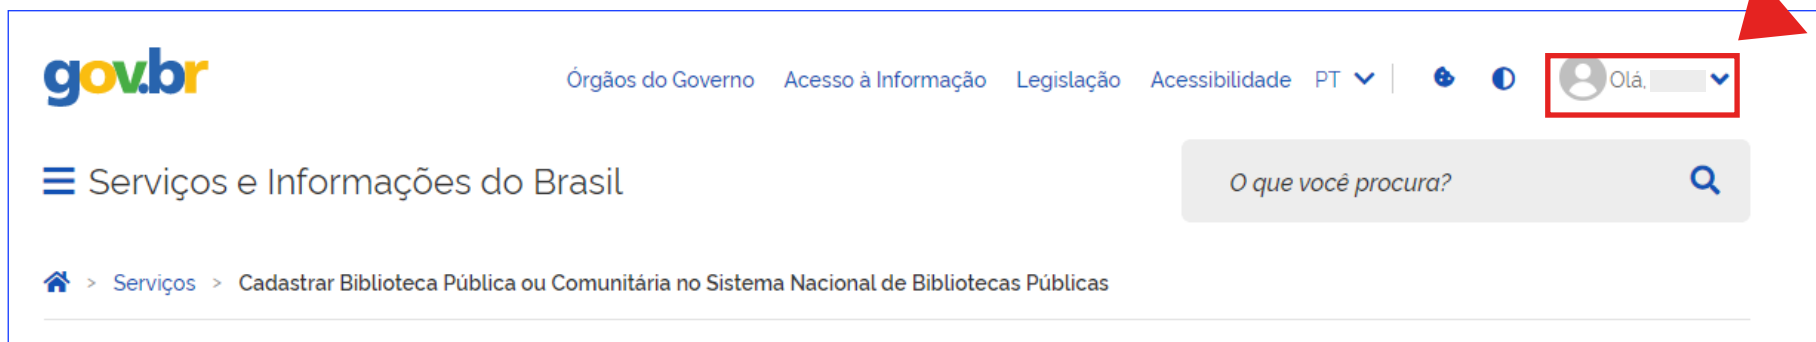 gov.br
Órgãos do Governo Acesso à Informação Legislação Acessibilidade PT Olá,
Serviços e Informações do Brasil
O que você procura?
> Serviços > Cadastrar Biblioteca Pública ou Comunitária no Sistema Nacional de Bibliotecas Públicas